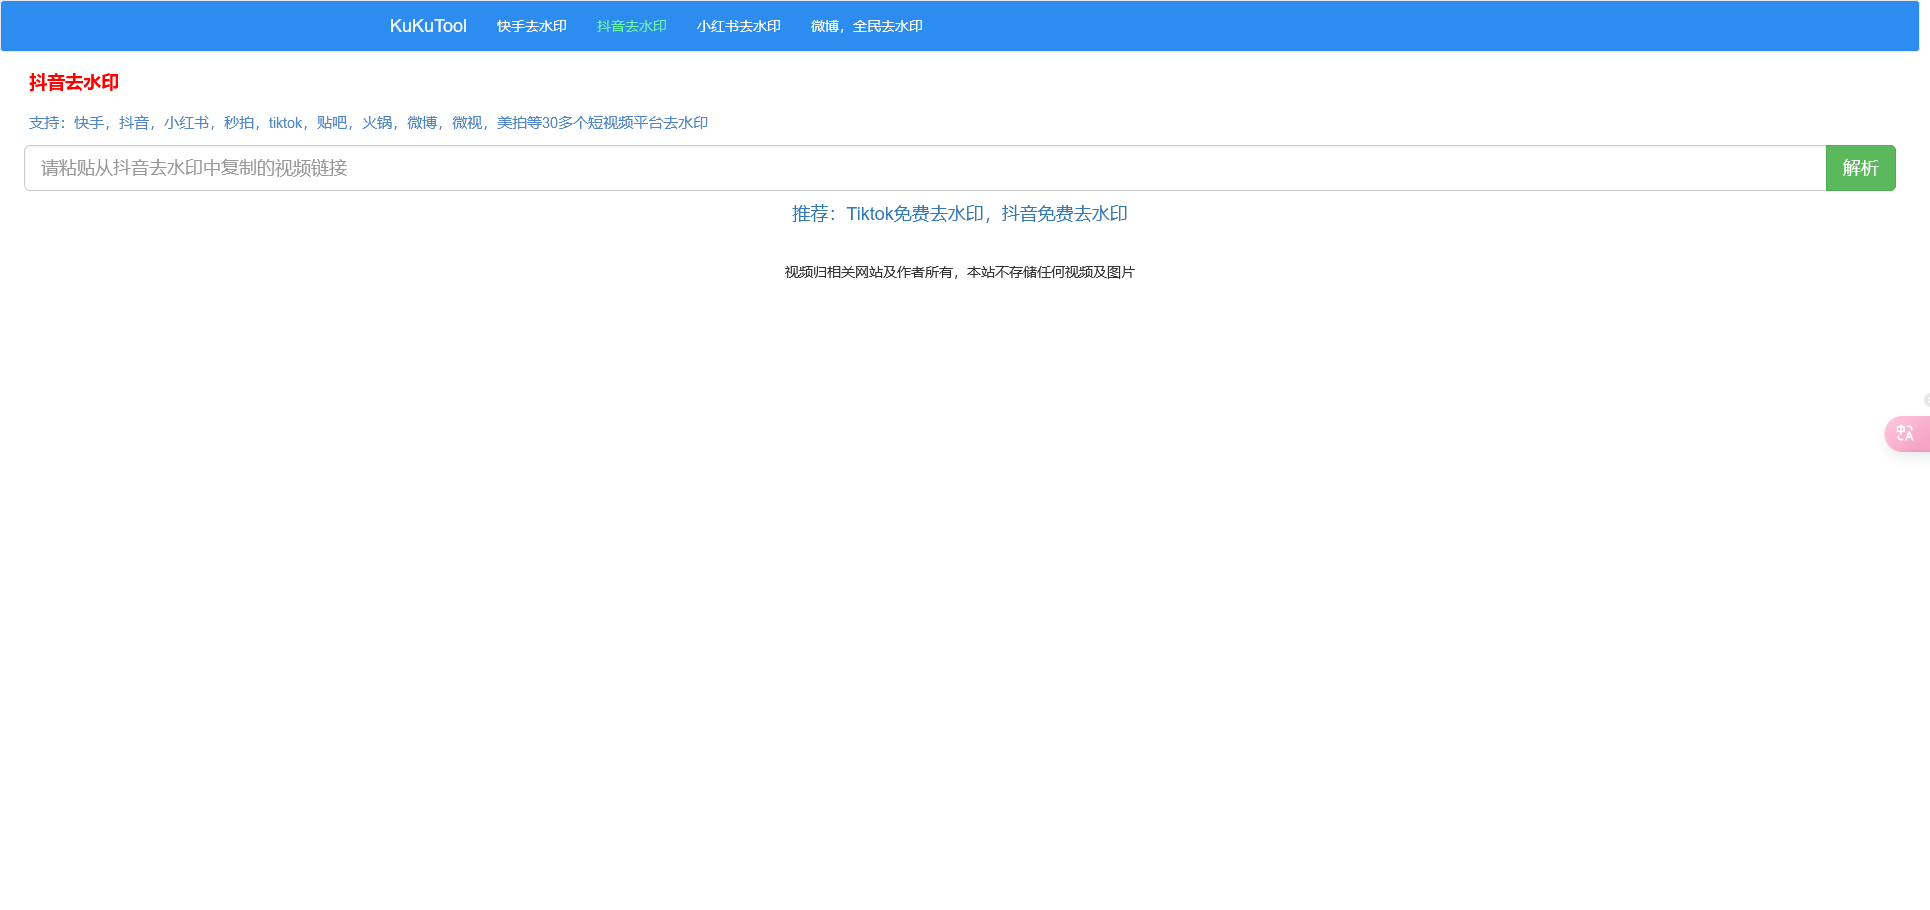 KuKuTool 快手去水印 抖音去水印 小红书去水印 微博，全民去水印
抖音去水印
支持：快手，抖音，小红书，秒拍，tiktok，贴吧，火锅，微博，微视，美拍等30多个短视频平台去水印
请粘贴从抖音去水印中复制的视频链接 解析
推荐：Tiktok免费去水印，抖音免费去水印
视频归相关网站及作者所有，本站不存储任何视频及图片